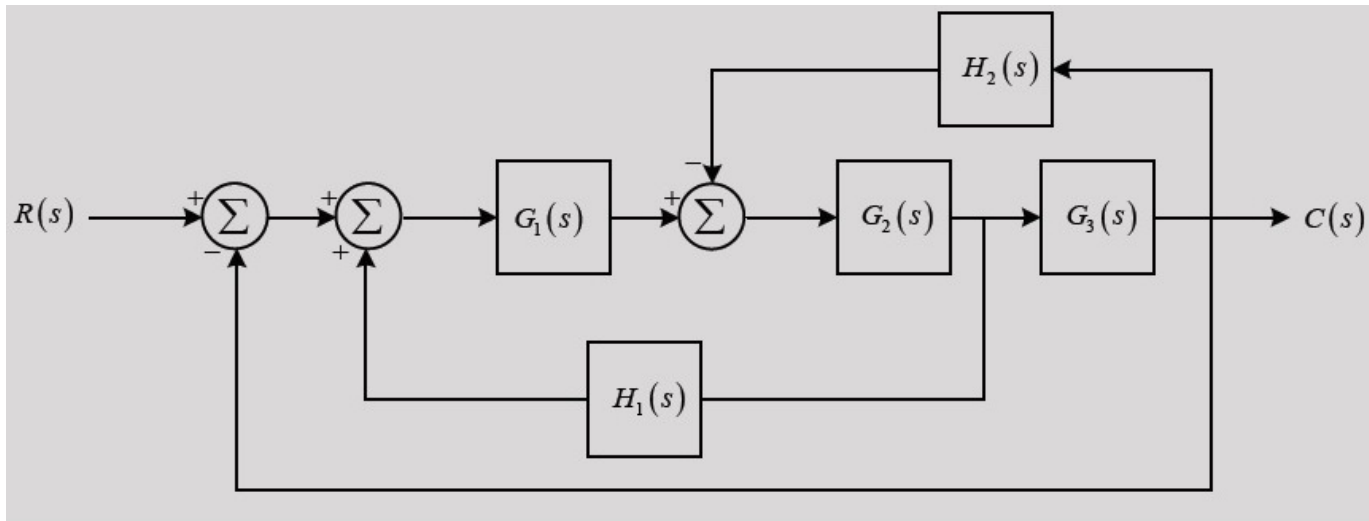 H₂(s)
−
+ + G₁(s) + G₂(s) G₃(s)
R(s) Σ Σ Σ C(s)
− +
H₁(s)